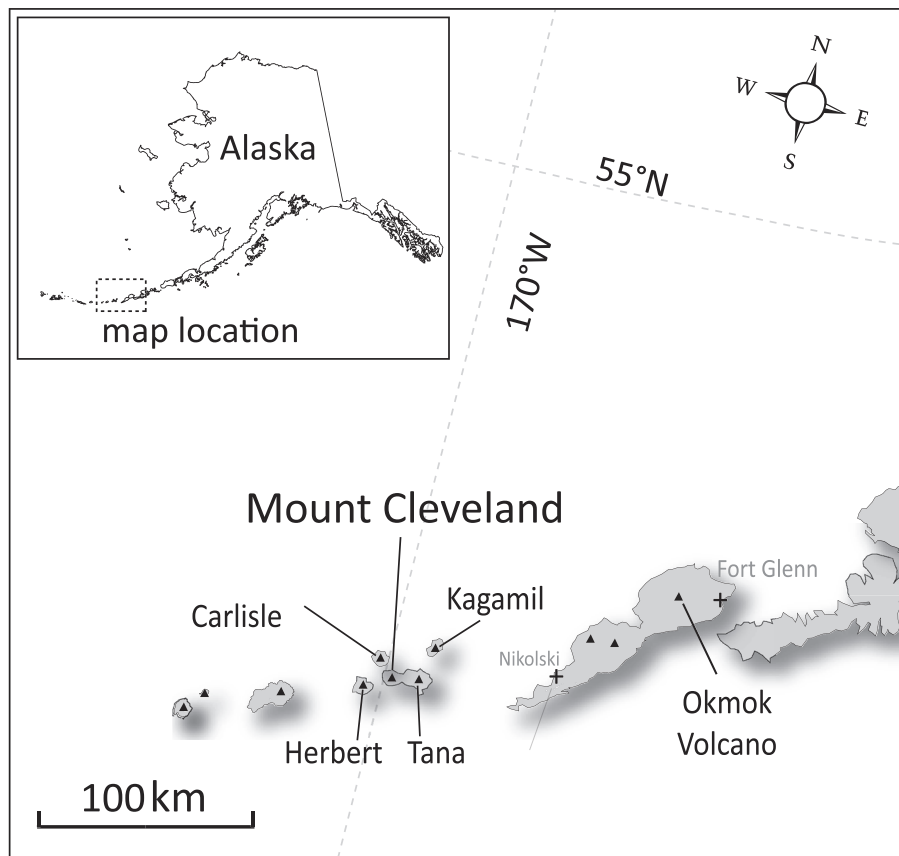 Alaska
map location
N
W
E
S
55°N
170°W
Mount Cleveland
Carlisle
Kagamil
Fort Glenn
Nikolski
Herbert
Tana
Okmok
Volcano
100 km